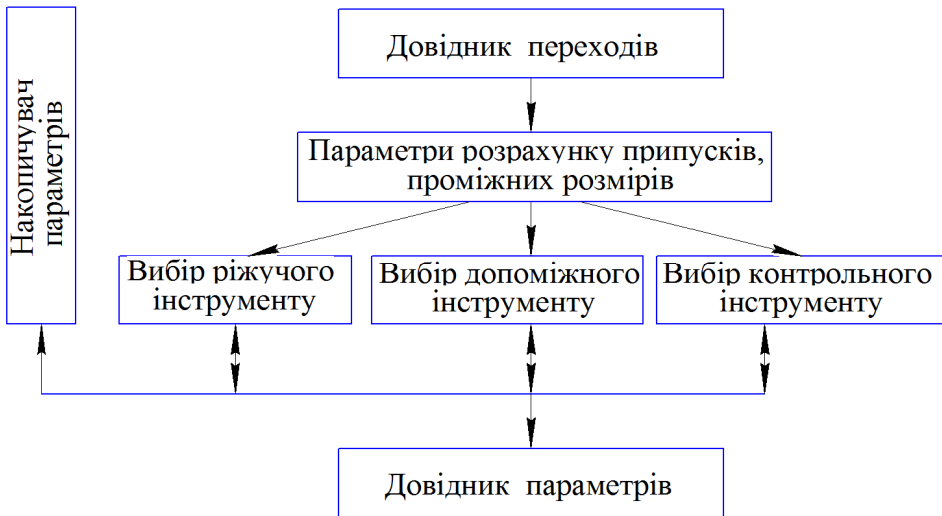 Накопичувач
параметрів
Довідник переходів
Параметри розрахунку припусків,
проміжних розмірів
Вибір ріжучого
інструменту
Вибір допоміжного
інструменту
Вибір контрольного
інструменту
Довідник параметрів